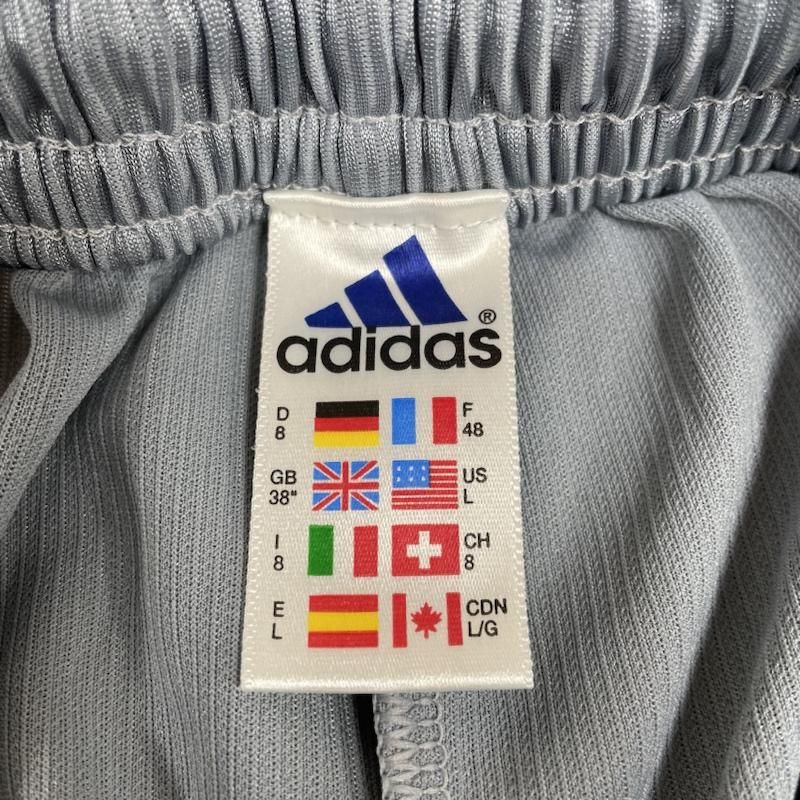 adidas®
D F
8 48
GB US
38" L
I CH
8 8
E CDN
L L/G